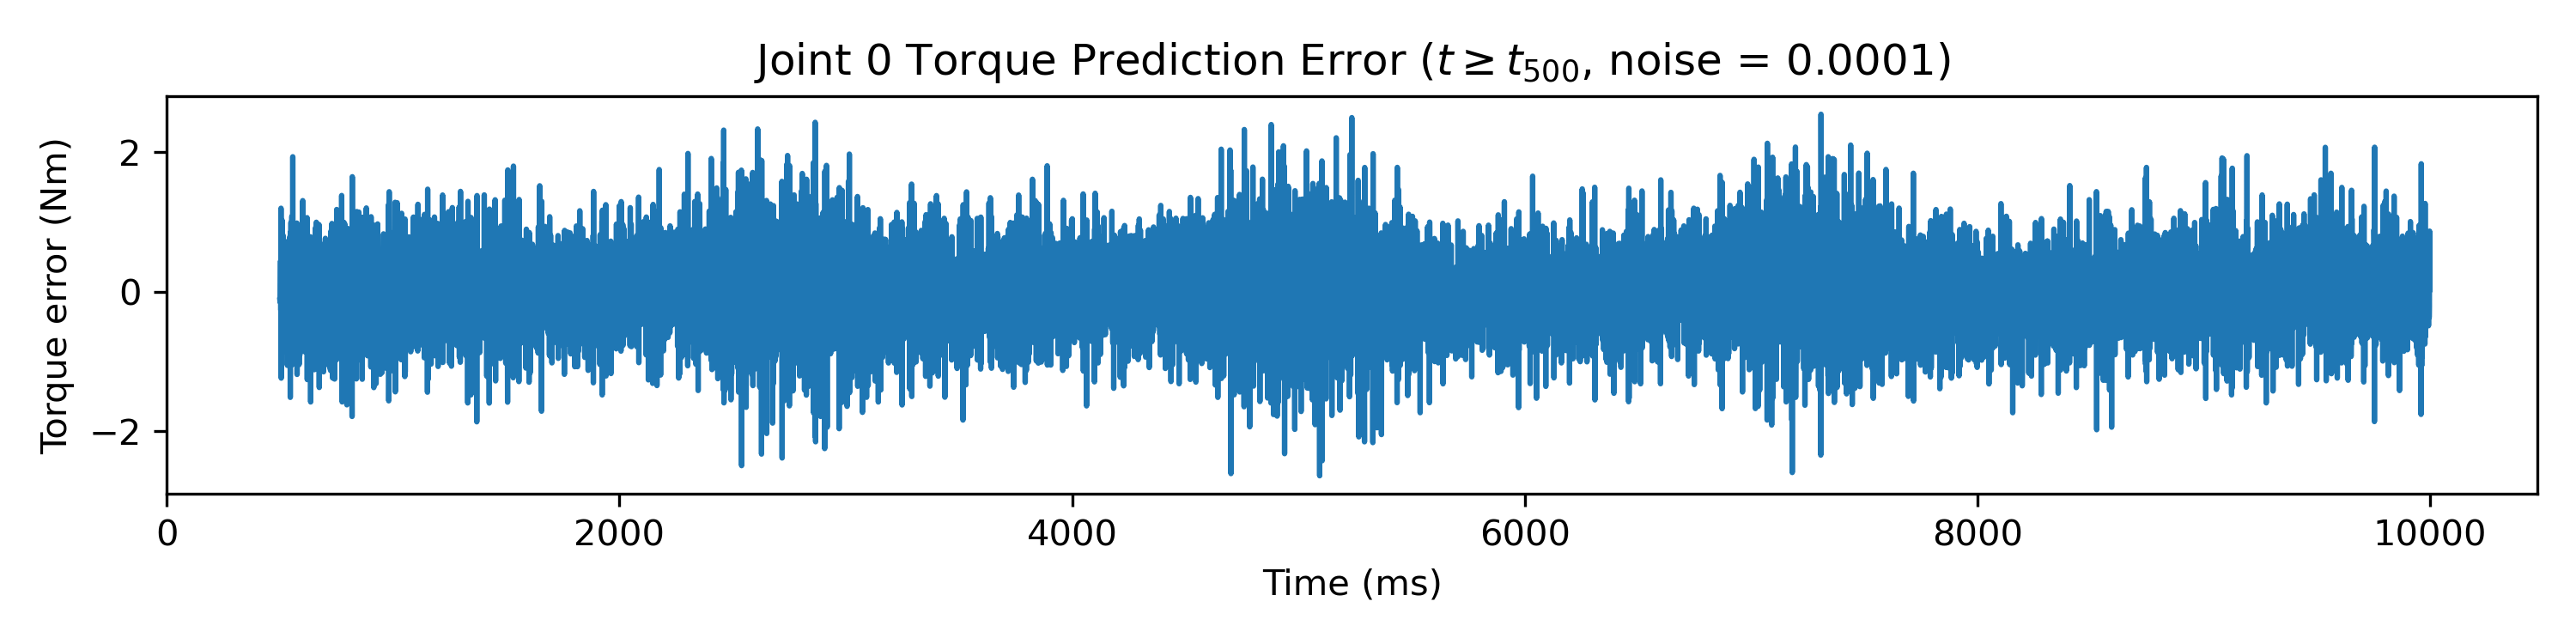 Joint 0 Torque Prediction Error (t ≥ t₅₀₀, noise = 0.0001)
Torque error (Nm)
2
0
−2
0 2000 4000 6000 8000 10000
Time (ms)